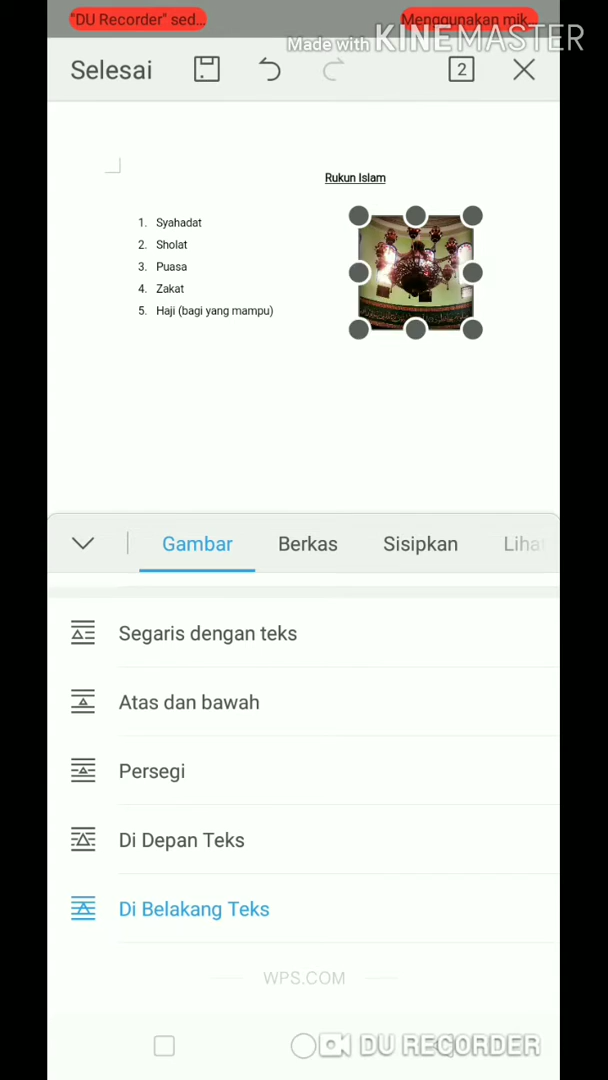 "DU Recorder" sed...
Menggunakan mik...
Made with KINEMASTER
Selesai
2
Rukun Islam
1. Syahadat
2. Sholat
3. Puasa
4. Zakat
5. Haji (bagi yang mampu)
Gambar Berkas Sisipkan Liha
Segaris dengan teks
Atas dan bawah
Persegi
Di Depan Teks
Di Belakang Teks
WPS.COM
DU RECORDER